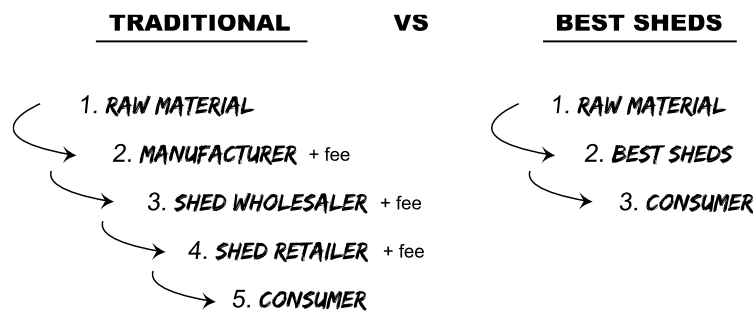 TRADITIONAL VS BEST SHEDS
1. RAW MATERIAL
2. MANUFACTURER + fee
3. SHED WHOLESALER + fee
4. SHED RETAILER + fee
5. CONSUMER
1. RAW MATERIAL
2. BEST SHEDS
3. CONSUMER